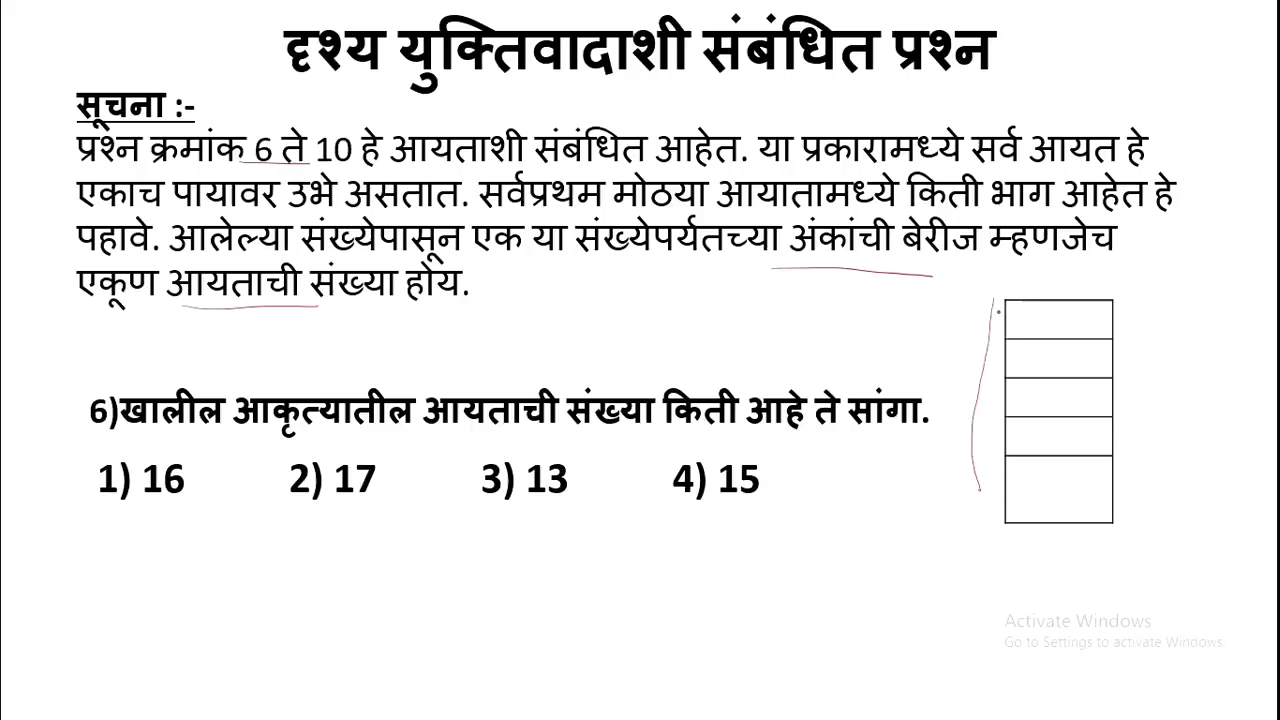 दृश्य युक्तिवादाशी संबंधित प्रश्न
सूचना :-
प्रश्न क्रमांक 6 ते 10 हे आयताशी संबंधित आहेत. या प्रकारामध्ये सर्व आयत हे
एकाच पायावर उभे असतात. सर्वप्रथम मोठया आयातामध्ये किती भाग आहेत हे
पहावे. आलेल्या संख्येपासून एक या संख्येपर्यतच्या अंकांची बेरीज म्हणजेच
एकूण आयताची संख्या होय.
6)खालील आकृत्यातील आयताची संख्या किती आहे ते सांगा.
1) 16 2) 17 3) 13 4) 15
Activate Windows
Go to Settings to activate Windows.